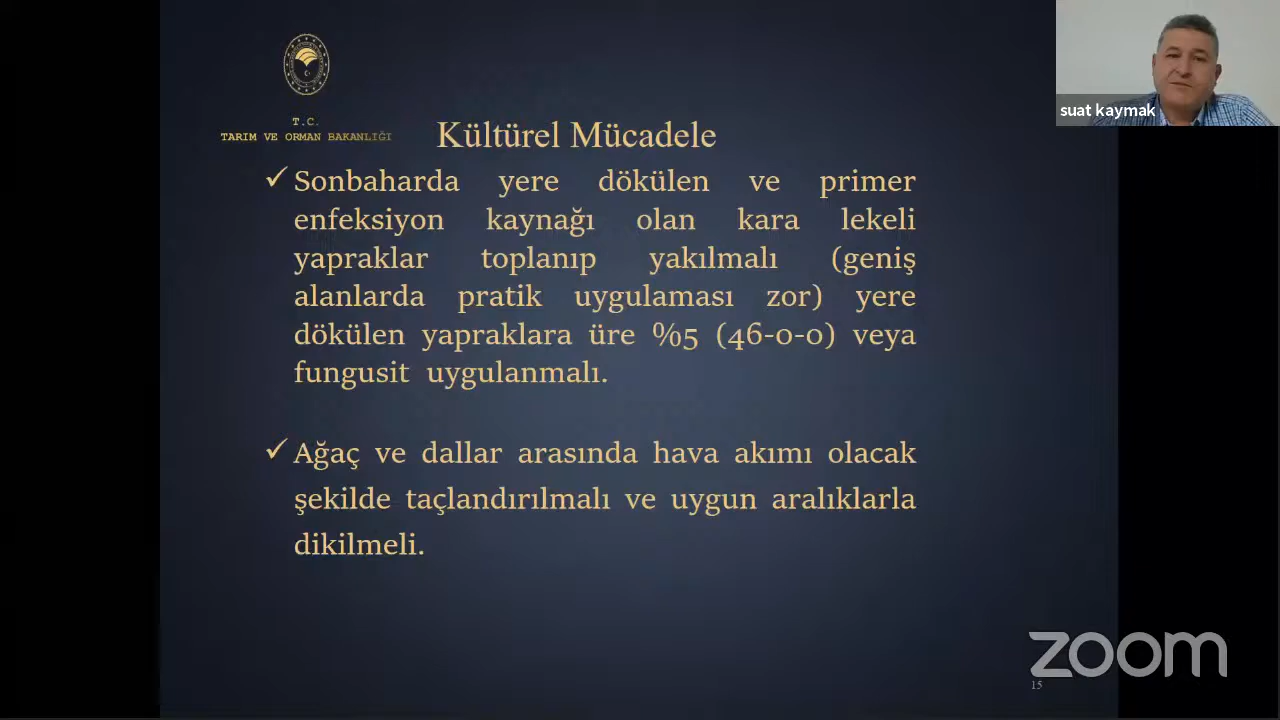 suat kaymak
T.C.
TARIM VE ORMAN BAKANLIĞI
Kültürel Mücadele
✓ Sonbaharda yere dökülen ve primer
enfeksiyon kaynağı olan kara lekeli
yapraklar toplanıp yakılmalı (geniş
alanlarda pratik uygulaması zor) yere
dökülen yapraklara üre %5 (46-0-0) veya
fungusit uygulanmalı.
✓ Ağaç ve dallar arasında hava akımı olacak
şekilde taçlandırılmalı ve uygun aralıklarla
dikilmeli.
zoom
15